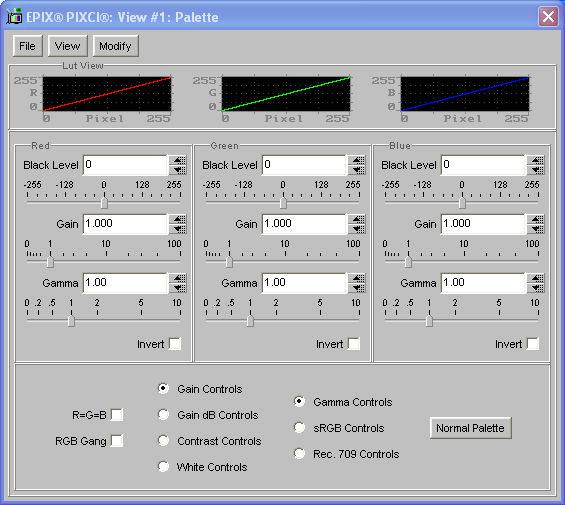 EPIX® PIXCI®: View #1: Palette
File View Modify
Lut View
255 255 255
R G B
0 0 0
0 Pixel 255 0 Pixel 255 0 Pixel 255
Red Green Blue
Black Level 0 Black Level 0 Black Level 0
-255 -128 0 128 255 -255 -128 0 128 255 -255 -128 0 128 255
Gain 1.000 Gain 1.000 Gain 1.000
0 1 10 100 0 1 10 100 0 1 10 100
Gamma 1.00 Gamma 1.00 Gamma 1.00
0 .2 .5 1 2 5 10 0 .2 .5 1 2 5 10 0 .2 .5 1 2 5 10
Invert Invert Invert
Gain Controls
Gamma Controls
R=G=B Gain dB Controls
sRGB Controls Normal Palette
RGB Gang Contrast Controls
Rec. 709 Controls
White Controls